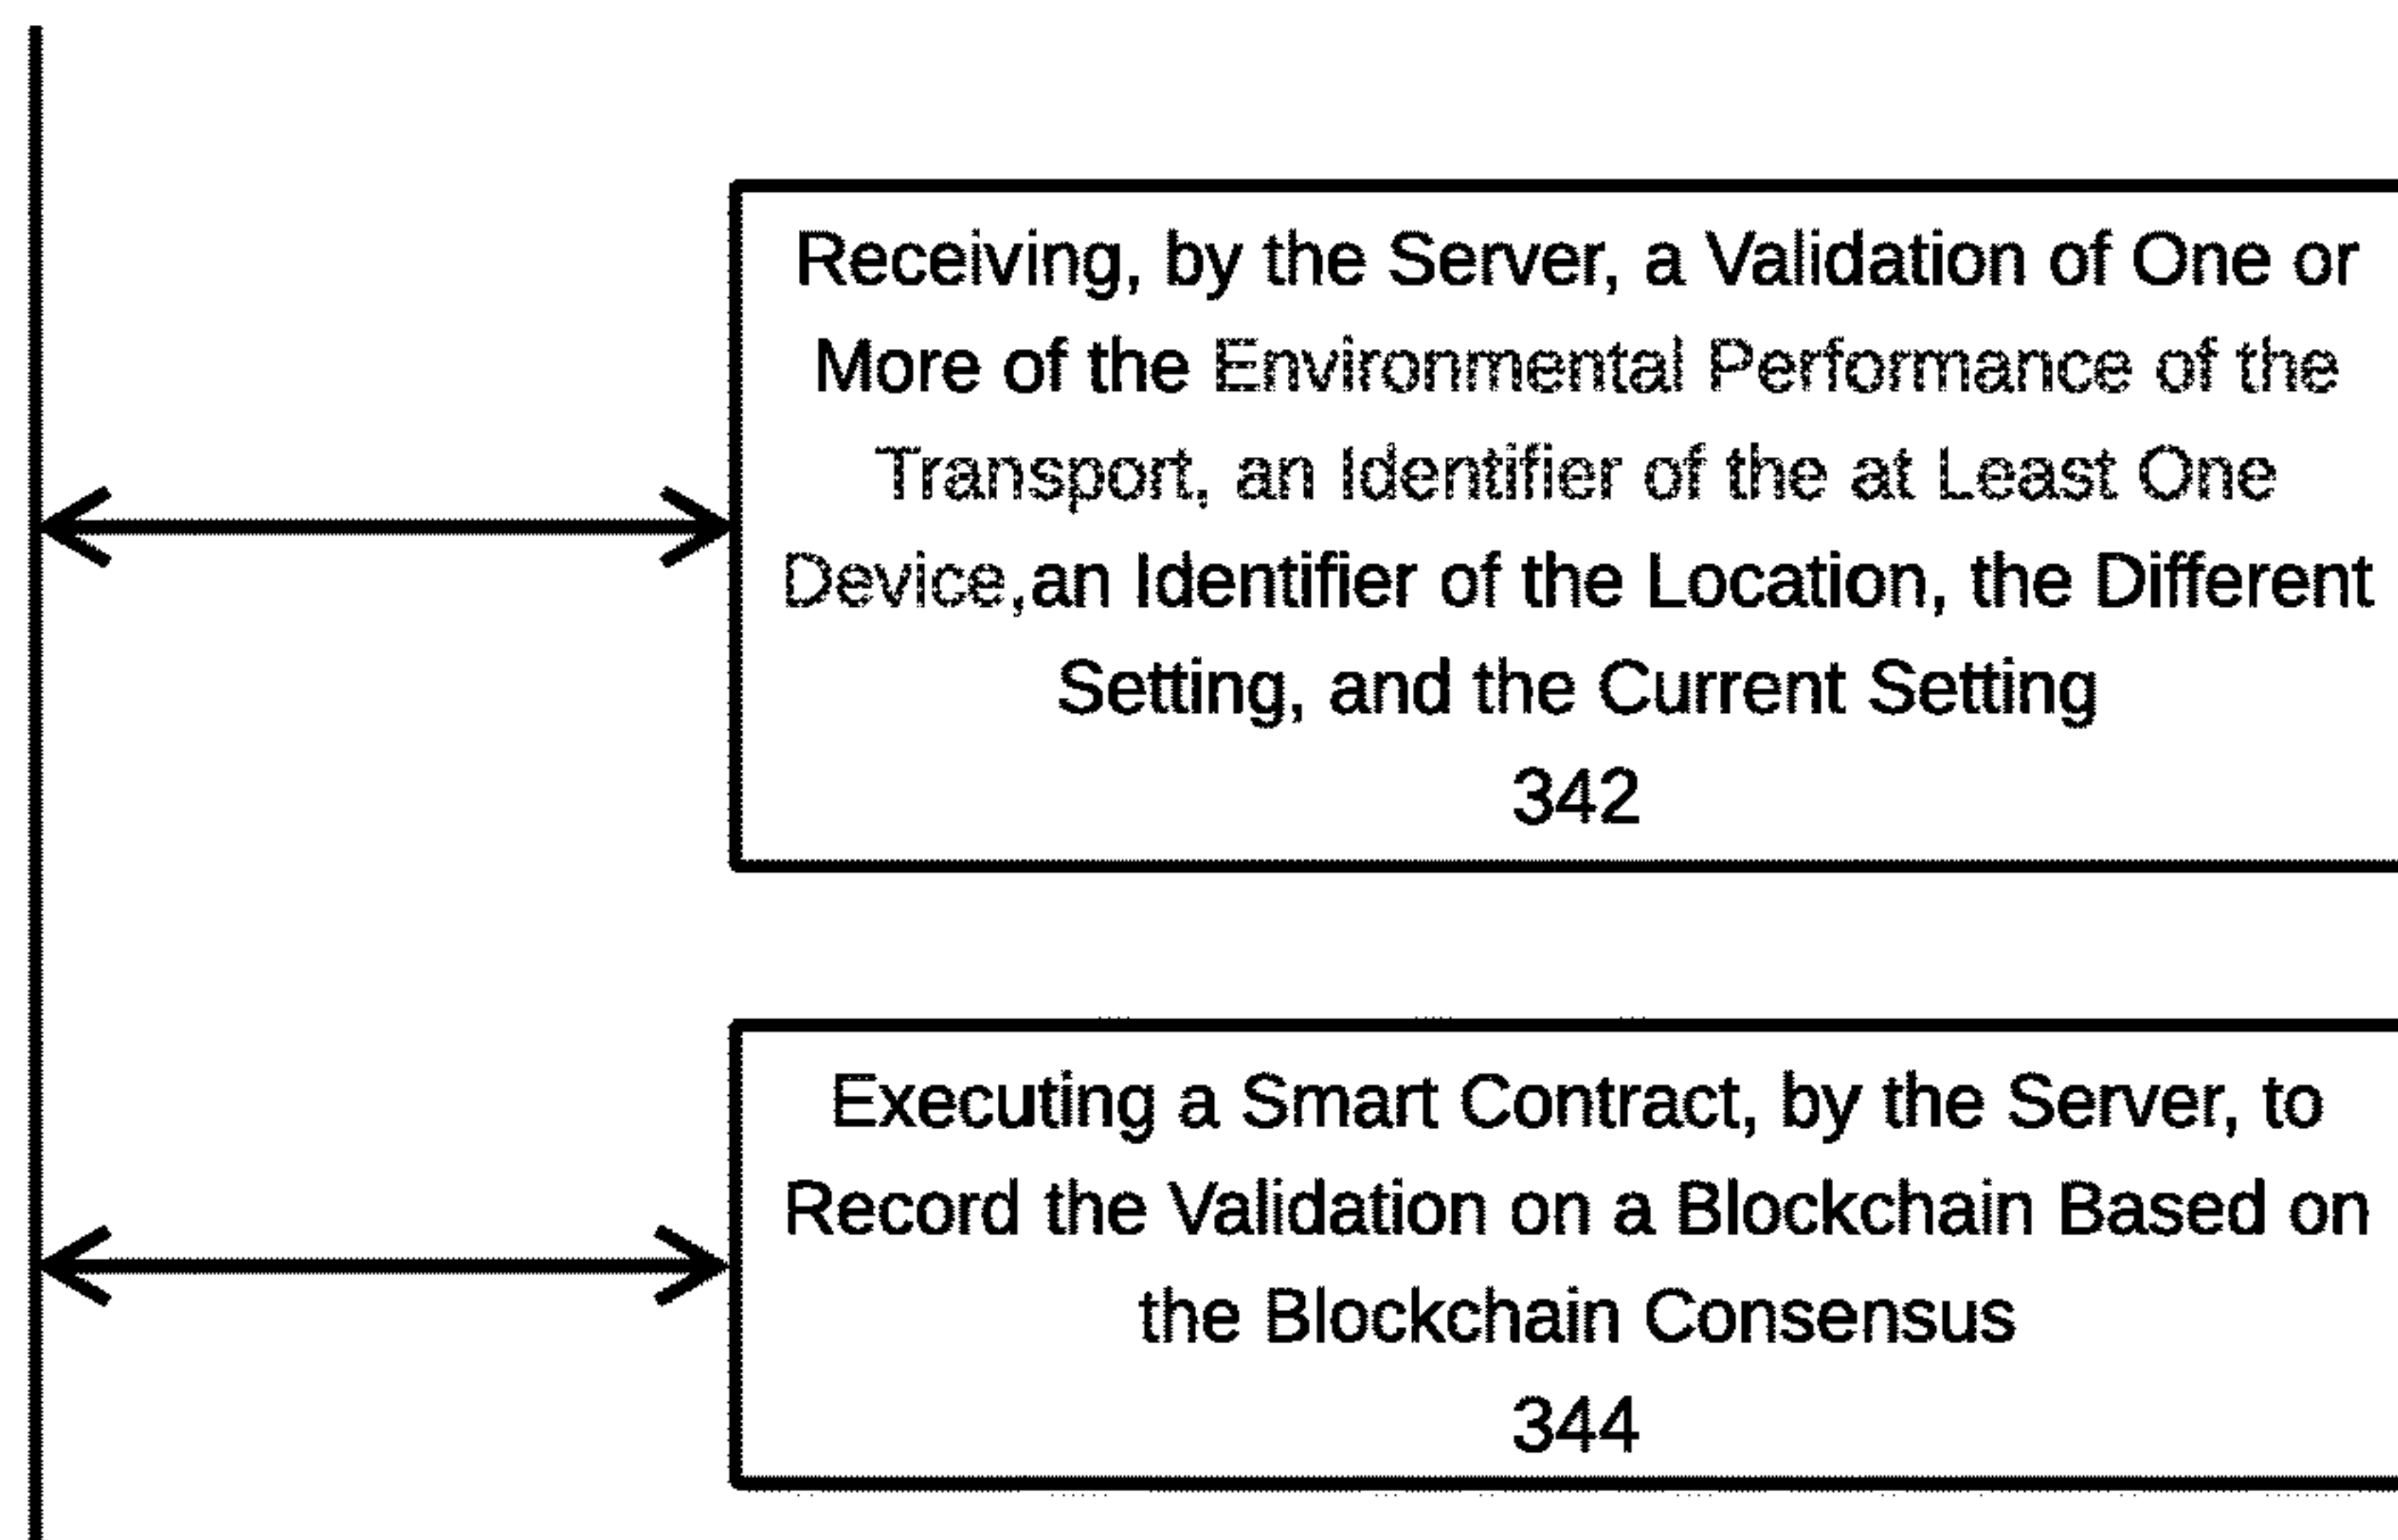 Receiving, by the Server, a Validation of One or
More of the Environmental Performance of the
Transport, an Identifier of the at Least One
Device,an Identifier of the Location, the Different
Setting, and the Current Setting
342
Executing a Smart Contract, by the Server, to
Record the Validation on a Blockchain Based on
the Blockchain Consensus
344